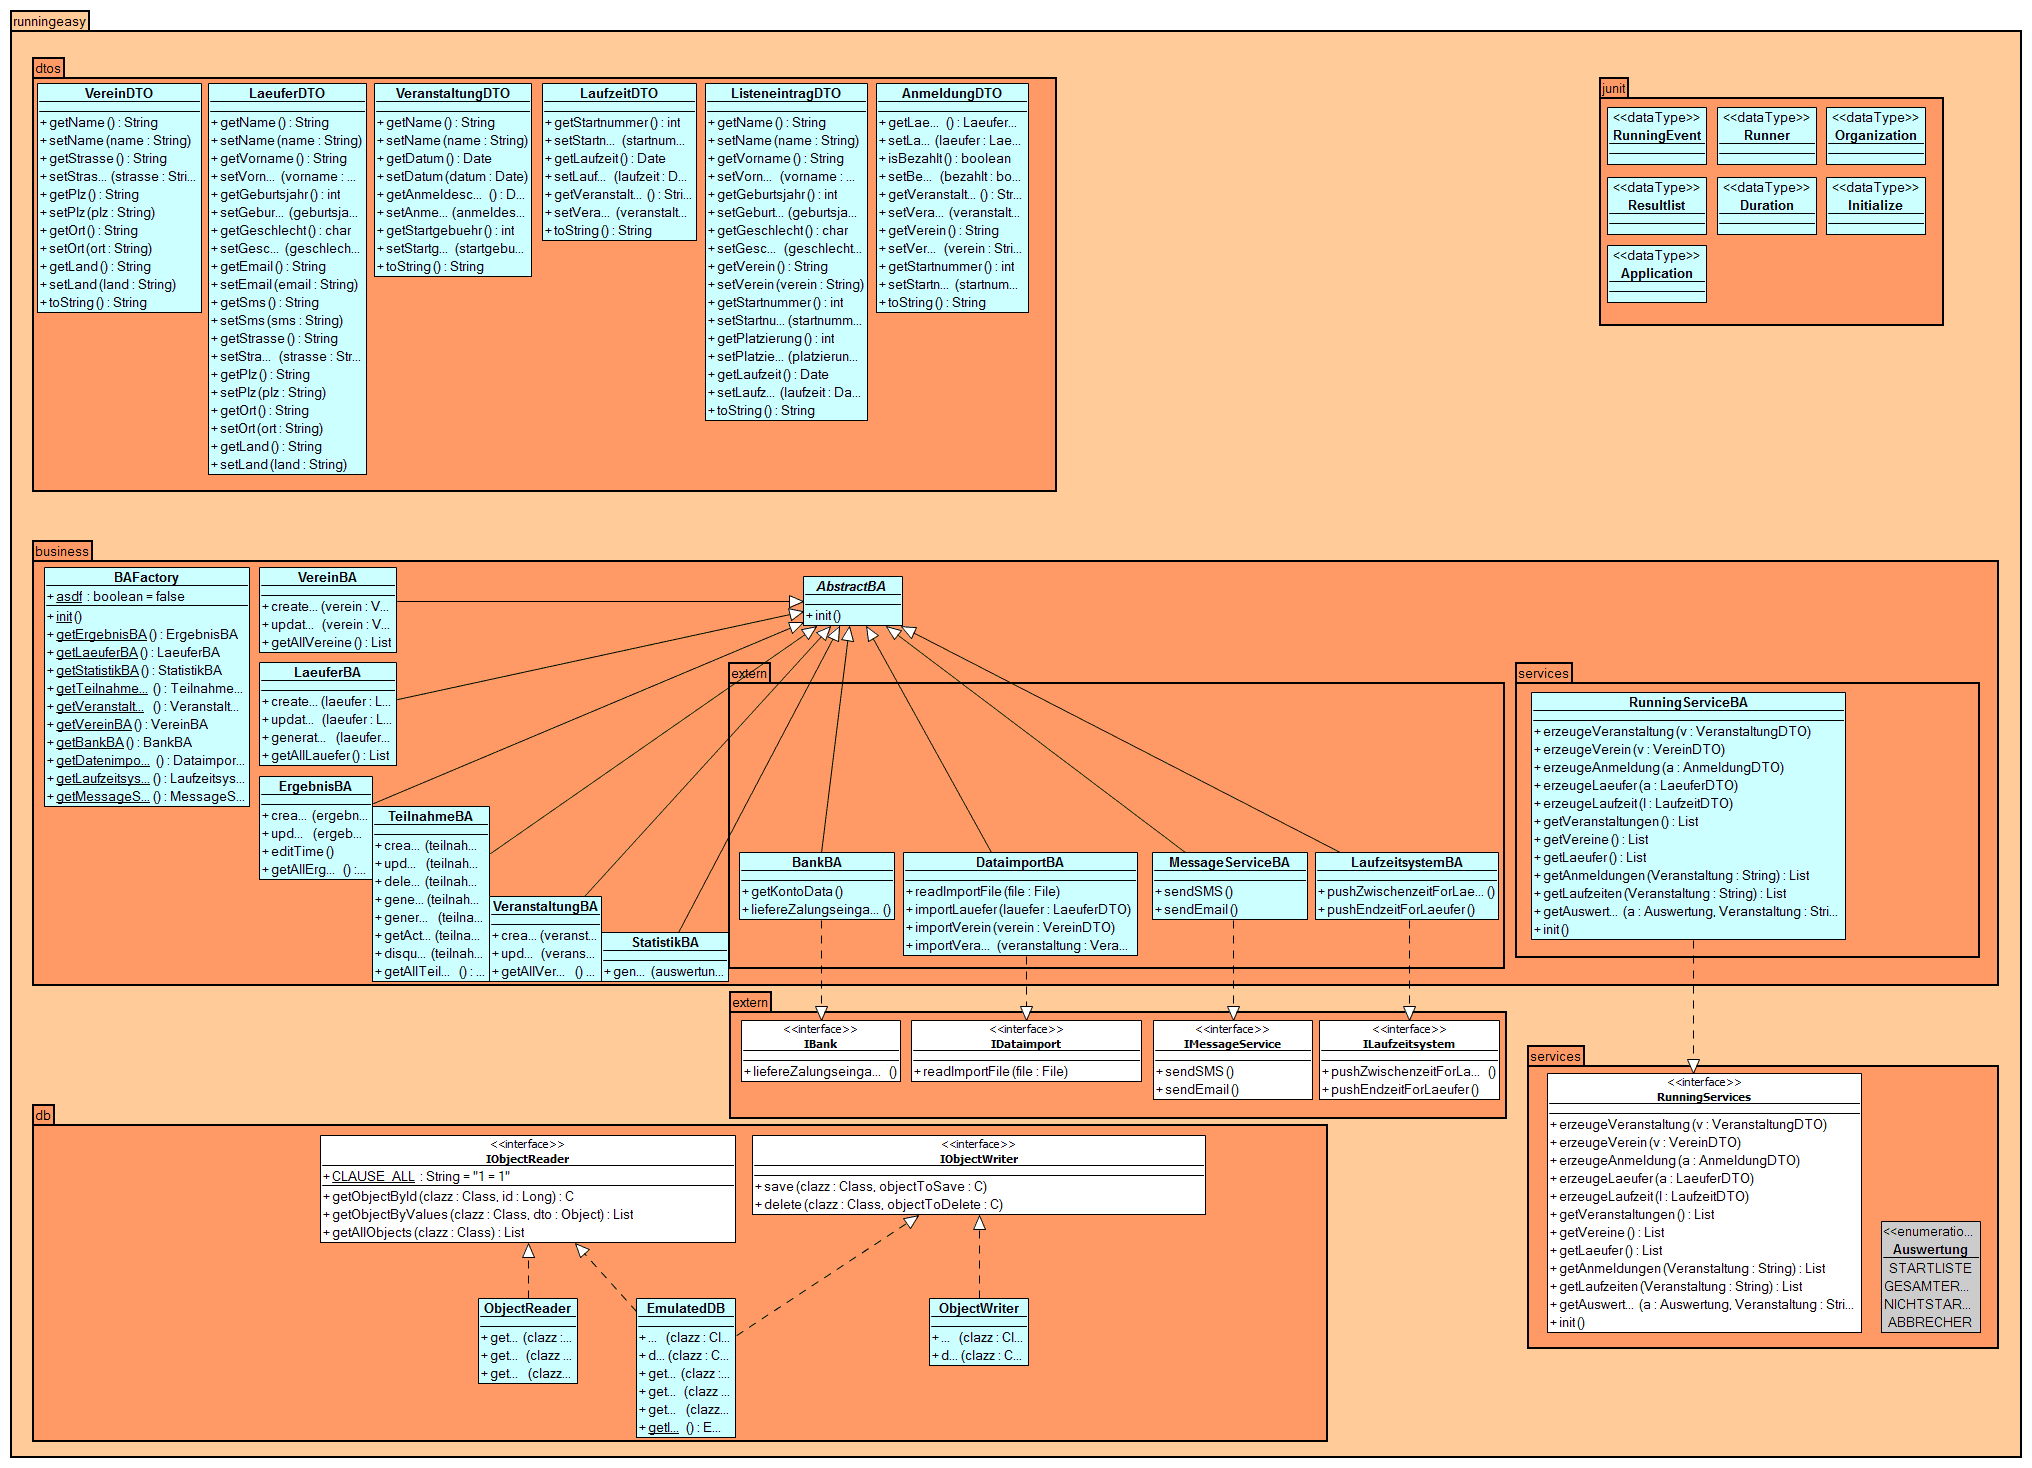 runningeasy
dtos
VereinDTO
+ getName () : String
+ setName (name : String)
+ getStrasse () : String
+ setStras... (strasse : Stri...
+ getPlz () : String
+ setPlz (plz : String)
+ getOrt () : String
+ setOrt (ort : String)
+ getLand () : String
+ setLand (land : String)
+ toString () : String
LaeuferDTO
+ getName () : String
+ setName (name : String)
+ getVorname () : String
+ setVorn... (vorname : ...
+ getGeburtsjahr () : int
+ setGebur... (geburtsja...
+ getGeschlecht () : char
+ setGesc... (geschlech...
+ getEmail () : String
+ setEmail (email : String)
+ getSms () : String
+ setSms (sms : String)
+ getStrasse () : String
+ setStra... (strasse : Str...
+ getPlz () : String
+ setPlz (plz : String)
+ getOrt () : String
+ setOrt (ort : String)
+ getLand () : String
+ setLand (land : String)
VeranstaltungDTO
+ getName () : String
+ setName (name : String)
+ getDatum () : Date
+ setDatum (datum : Date)
+ getAnmeldesc... () : D...
+ setAnme... (anmeldes...
+ getStartgebuehr () : int
+ setStartg... (startgebu...
+ toString () : String
LaufzeitDTO
+ getStartnummer () : int
+ setStartn... (startnum...
+ getLaufzeit () : Date
+ setLauf... (laufzeit : D...
+ getVeranstalt... () : Stri...
+ setVera... (veranstalt...
+ toString () : String
ListeneintragDTO
+ getName () : String
+ setName (name : String)
+ getVorname () : String
+ setVorn... (vorname : ...
+ getGeburtsjahr () : int
+ setGeburt... (geburtsja...
+ getGeschlecht () : char
+ setGesc... (geschlecht...
+ getVerein () : String
+ setVerein (verein : String)
+ getStartnummer () : int
+ setStartnu... (startnumm...
+ getPlatzierung () : int
+ setPlatzie... (platzierun...
+ getLaufzeit () : Date
+ setLaufz... (laufzeit : Da...
+ toString () : String
AnmeldungDTO
+ getLae... () : Laeufer...
+ setLa... (laeufer : Lae...
+ isBezahlt () : boolean
+ setBe... (bezahlt : bo...
+ getVeranstalt... () : Str...
+ setVera... (veranstalt...
+ getVerein () : String
+ setVer... (verein : Stri...
+ getStartnummer () : int
+ setStartn... (startnum...
+ toString () : String
junit
<<dataType>>
RunningEvent
<<dataType>>
Runner
<<dataType>>
Organization
<<dataType>>
Resultlist
<<dataType>>
Duration
<<dataType>>
Initialize
<<dataType>>
Application
business
BAFactory
+ asdf : boolean = false
+ init ()
+ getErgebnisBA () : ErgebnisBA
+ getLaeuferBA () : LaeuferBA
+ getStatistikBA () : StatistikBA
+ getTeilnahme... () : Teilnahme...
+ getVeranstalt... () : Veranstalt...
+ getVereinBA () : VereinBA
+ getBankBA () : BankBA
+ getDatenimpo... () : Dataimpor...
+ getLaufzeitsys... () : Laufzeitsys...
+ getMessageS... () : MessageS...
VereinBA
+ create... (verein : V...
+ updat... (verein : V...
+ getAllVereine () : List
LaeuferBA
+ create... (laeufer : L...
+ updat... (laeufer : L...
+ generat... (laeufer...
+ getAllLauefer () : List
ErgebnisBA
+ crea... (ergebn...
+ upd... (ergeb...
+ editTime ()
+ getAllErg... () :...
TeilnahmeBA
+ crea... (teilnah...
+ upd... (teilnah...
+ dele... (teilnah...
+ gene... (teilnah...
+ gener... (teilna...
+ getAct... (teilna...
+ disqu... (teilnah...
+ getAllTeil... () : ...
VeranstaltungBA
+ crea... (veranst...
+ upd... (verans...
+ getAllVer... () ...
StatistikBA
+ gen... (auswertun...
AbstractBA
+ init ()
extern
BankBA
+ getKontoData ()
+ liefereZalungseinga... ()
DataimportBA
+ readImportFile (file : File)
+ importLauefer (lauefer : LaeuferDTO)
+ importVerein (verein : VereinDTO)
+ importVera... (veranstaltung : Vera...
MessageServiceBA
+ sendSMS ()
+ sendEmail ()
LaufzeitsystemBA
+ pushZwischenzeitForLae... ()
+ pushEndzeitForLaeufer ()
services
RunningServiceBA
+ erzeugeVeranstaltung (v : VeranstaltungDTO)
+ erzeugeVerein (v : VereinDTO)
+ erzeugeAnmeldung (a : AnmeldungDTO)
+ erzeugeLaeufer (a : LaeuferDTO)
+ erzeugeLaufzeit (l : LaufzeitDTO)
+ getVeranstaltungen () : List
+ getVereine () : List
+ getLaeufer () : List
+ getAnmeldungen (Veranstaltung : String) : List
+ getLaufzeiten (Veranstaltung : String) : List
+ getAuswert... (a : Auswertung, Veranstaltung : Stri...
+ init ()
extern
<<interface>>
IBank
+ liefereZalungseinga... ()
<<interface>>
IDataimport
+ readImportFile (file : File)
<<interface>>
IMessageService
+ sendSMS ()
+ sendEmail ()
<<interface>>
ILaufzeitsystem
+ pushZwischenzeitForLa... ()
+ pushEndzeitForLaeufer ()
services
<<interface>>
RunningServices
+ erzeugeVeranstaltung (v : VeranstaltungDTO)
+ erzeugeVerein (v : VereinDTO)
+ erzeugeAnmeldung (a : AnmeldungDTO)
+ erzeugeLaeufer (a : LaeuferDTO)
+ erzeugeLaufzeit (l : LaufzeitDTO)
+ getVeranstaltungen () : List
+ getVereine () : List
+ getLaeufer () : List
+ getAnmeldungen (Veranstaltung : String) : List
+ getLaufzeiten (Veranstaltung : String) : List
+ getAuswert... (a : Auswertung, Veranstaltung : Stri...
+ init ()
<<enumeratio...
Auswertung
STARTLISTE
GESAMTER...
NICHTSTAR...
ABBRECHER
db
<<interface>>
IObjectReader
+ CLAUSE_ALL : String = "1 = 1"
+ getObjectById (clazz : Class, id : Long) : C
+ getObjectByValues (clazz : Class, dto : Object) : List
+ getAllObjects (clazz : Class) : List
<<interface>>
IObjectWriter
+ save (clazz : Class, objectToSave : C)
+ delete (clazz : Class, objectToDelete : C)
ObjectReader
+ get... (clazz :...
+ get... (clazz ...
+ get... (clazz...
EmulatedDB
+ ... (clazz : Cl...
+ d... (clazz : C...
+ get... (clazz :...
+ get... (clazz ...
+ get... (clazz...
+ getI... () : E...
ObjectWriter
+ ... (clazz : Cl...
+ d... (clazz : C...